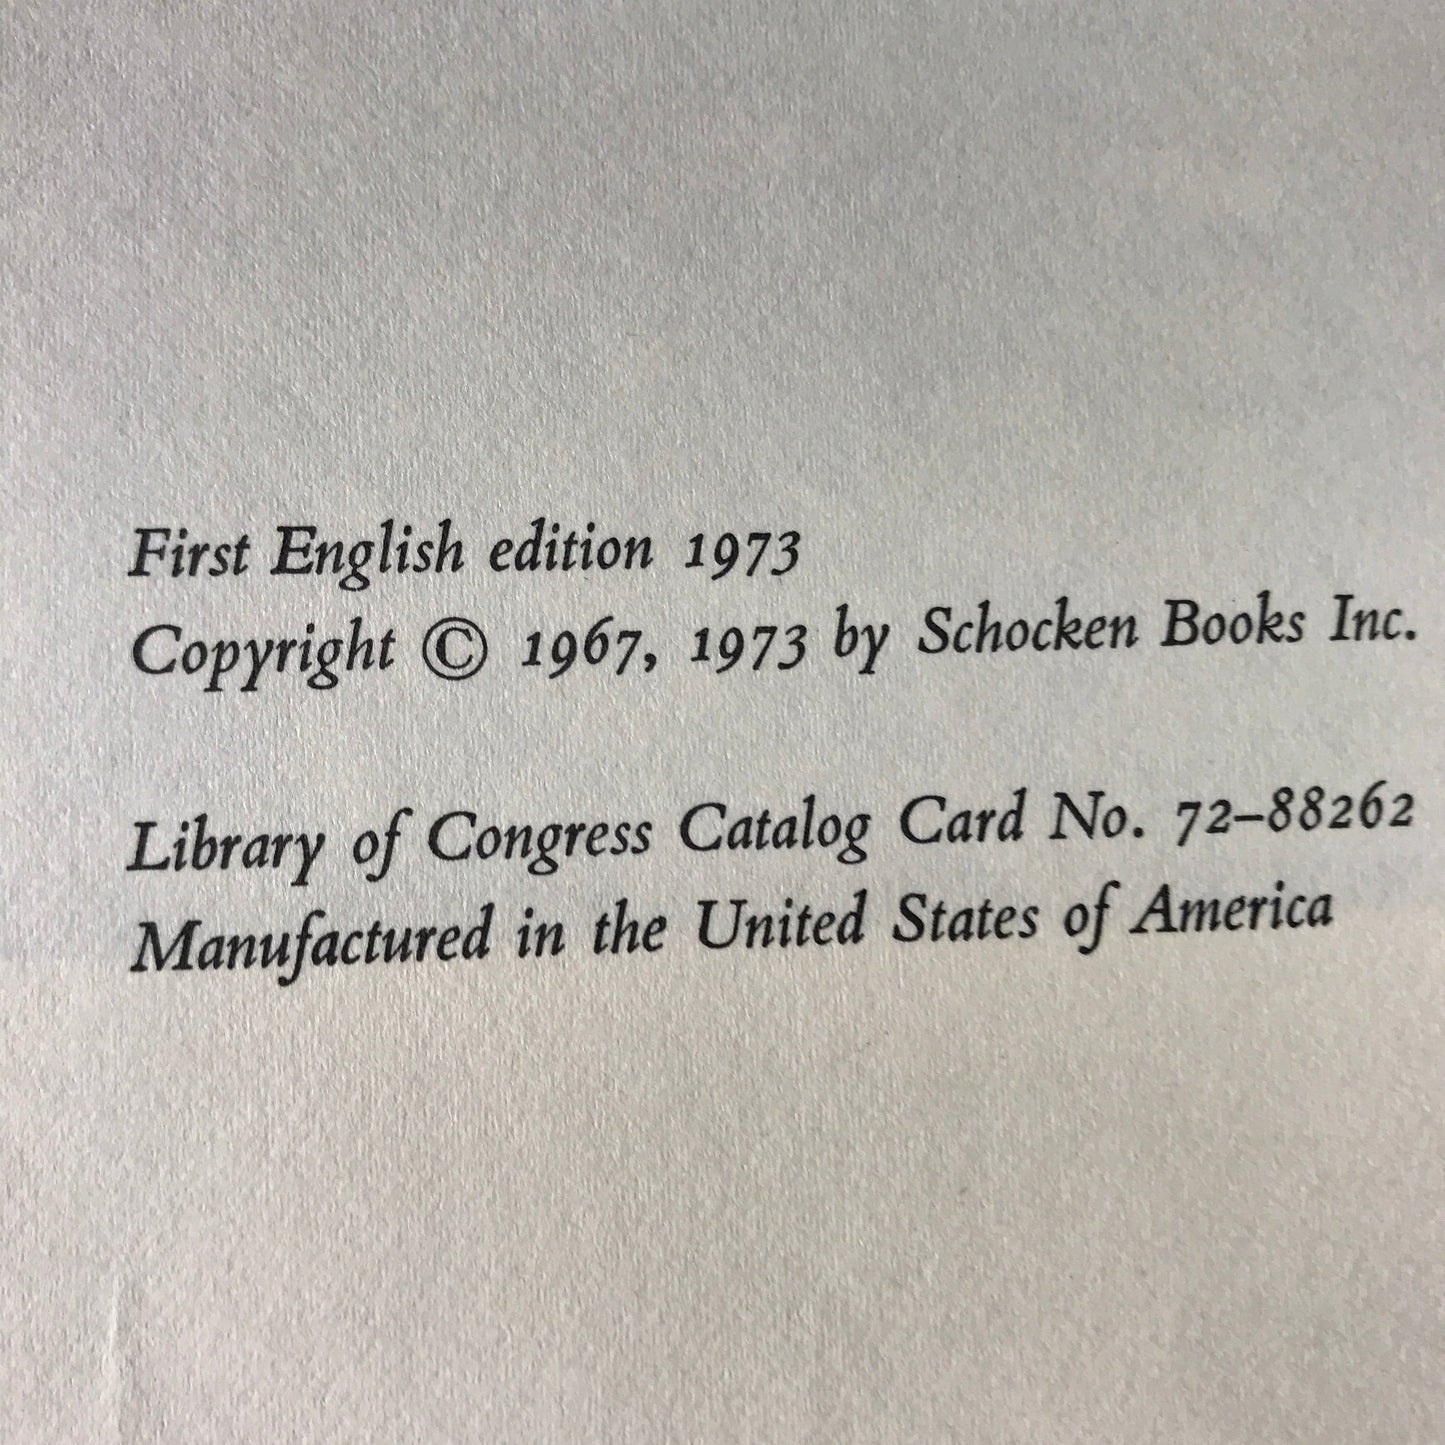 First English edition 1973
Copyright © 1967, 1973 by Schocken Books Inc.
Library of Congress Catalog Card No. 72–88262
Manufactured in the United States of America